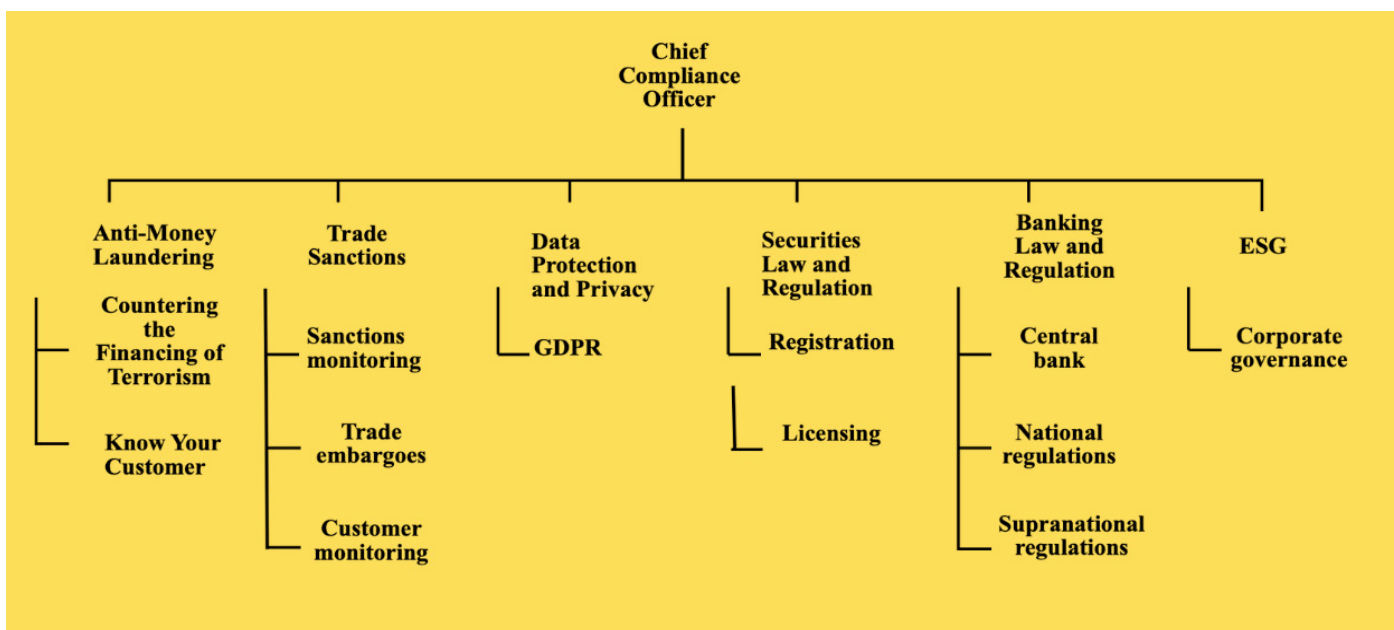 Chief
Compliance
Officer
Anti-Money
Laundering
Countering
the
Financing of
Terrorism
Know Your
Customer
Trade
Sanctions
Sanctions
monitoring
Trade
embargoes
Customer
monitoring
Data
Protection
and Privacy
GDPR
Securities
Law and
Regulation
Registration
Licensing
Banking
Law and
Regulation
Central
bank
National
regulations
Supranational
regulations
ESG
Corporate
governance